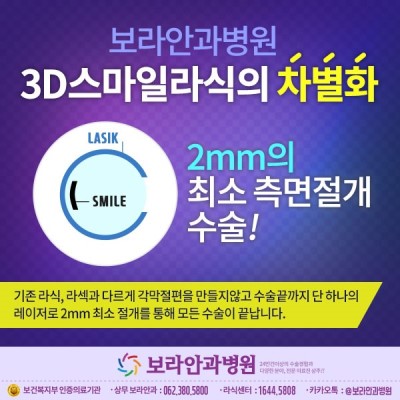 보라안과병원
3D스마일라식의 차별화
LASIK
SMILE
2mm의
최소 측면절개
수술!
기존 라식, 라섹과 다르게 각막절편을 만들지않고 수술끝까지 단 하나의
레이저로 2mm 최소 절개를 통해 모든 수술이 끝납니다.
보라안과병원
보건복지부 인증의료기관 · 상무 보라안과 : 062.380.5800 · 라식센터 : 1644.5808 · 카카오톡 : @보라안과병원